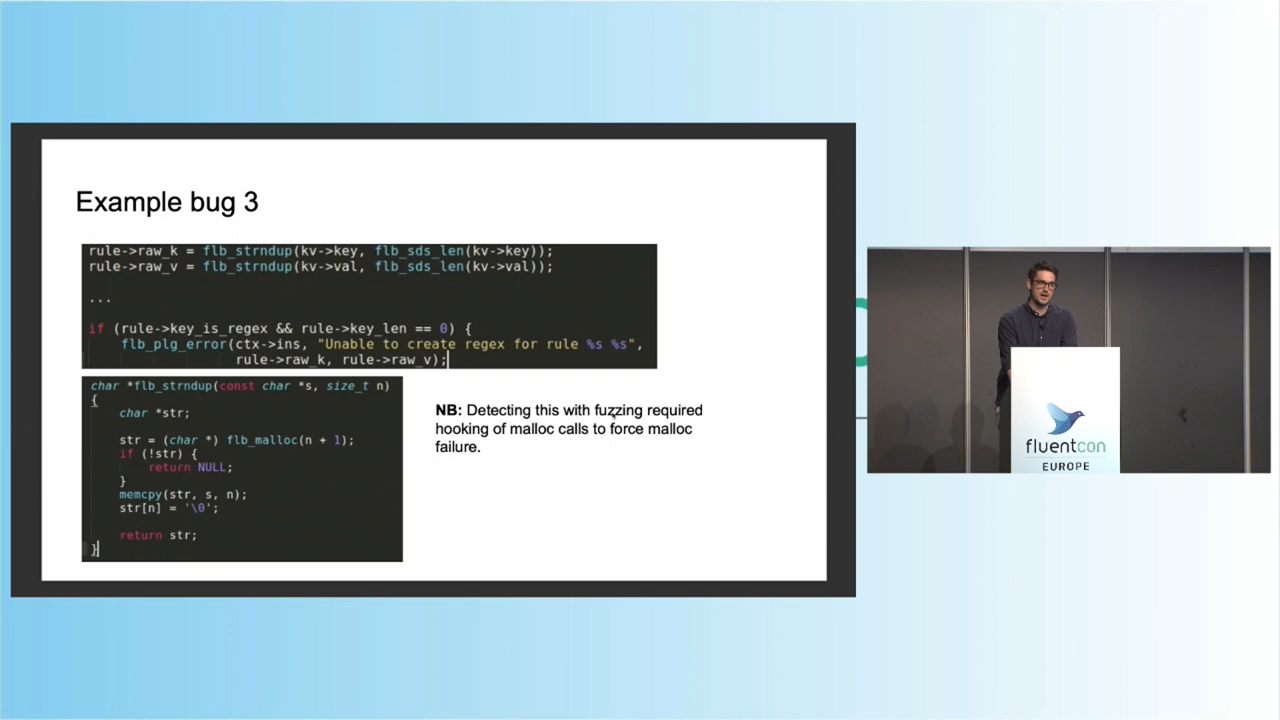 Example bug 3
rule->raw_k = flb_strndup(kv->key, flb_sds_len(kv->key));
rule->raw_v = flb_strndup(kv->val, flb_sds_len(kv->val));
...
if (rule->key_is_regex && rule->key_len == 0) {
flb_plg_error(ctx->ins, "Unable to create regex for rule %s %s",
rule->raw_k, rule->raw_v);
char *flb_strndup(const char *s, size_t n)
{
char *str;
str = (char *) flb_malloc(n + 1);
if (!str) {
return NULL;
}
memcpy(str, s, n);
str[n] = '\0';
return str;
}
NB: Detecting this with fuzzing required
hooking of malloc calls to force malloc
failure.
fluentcon
EUROPE